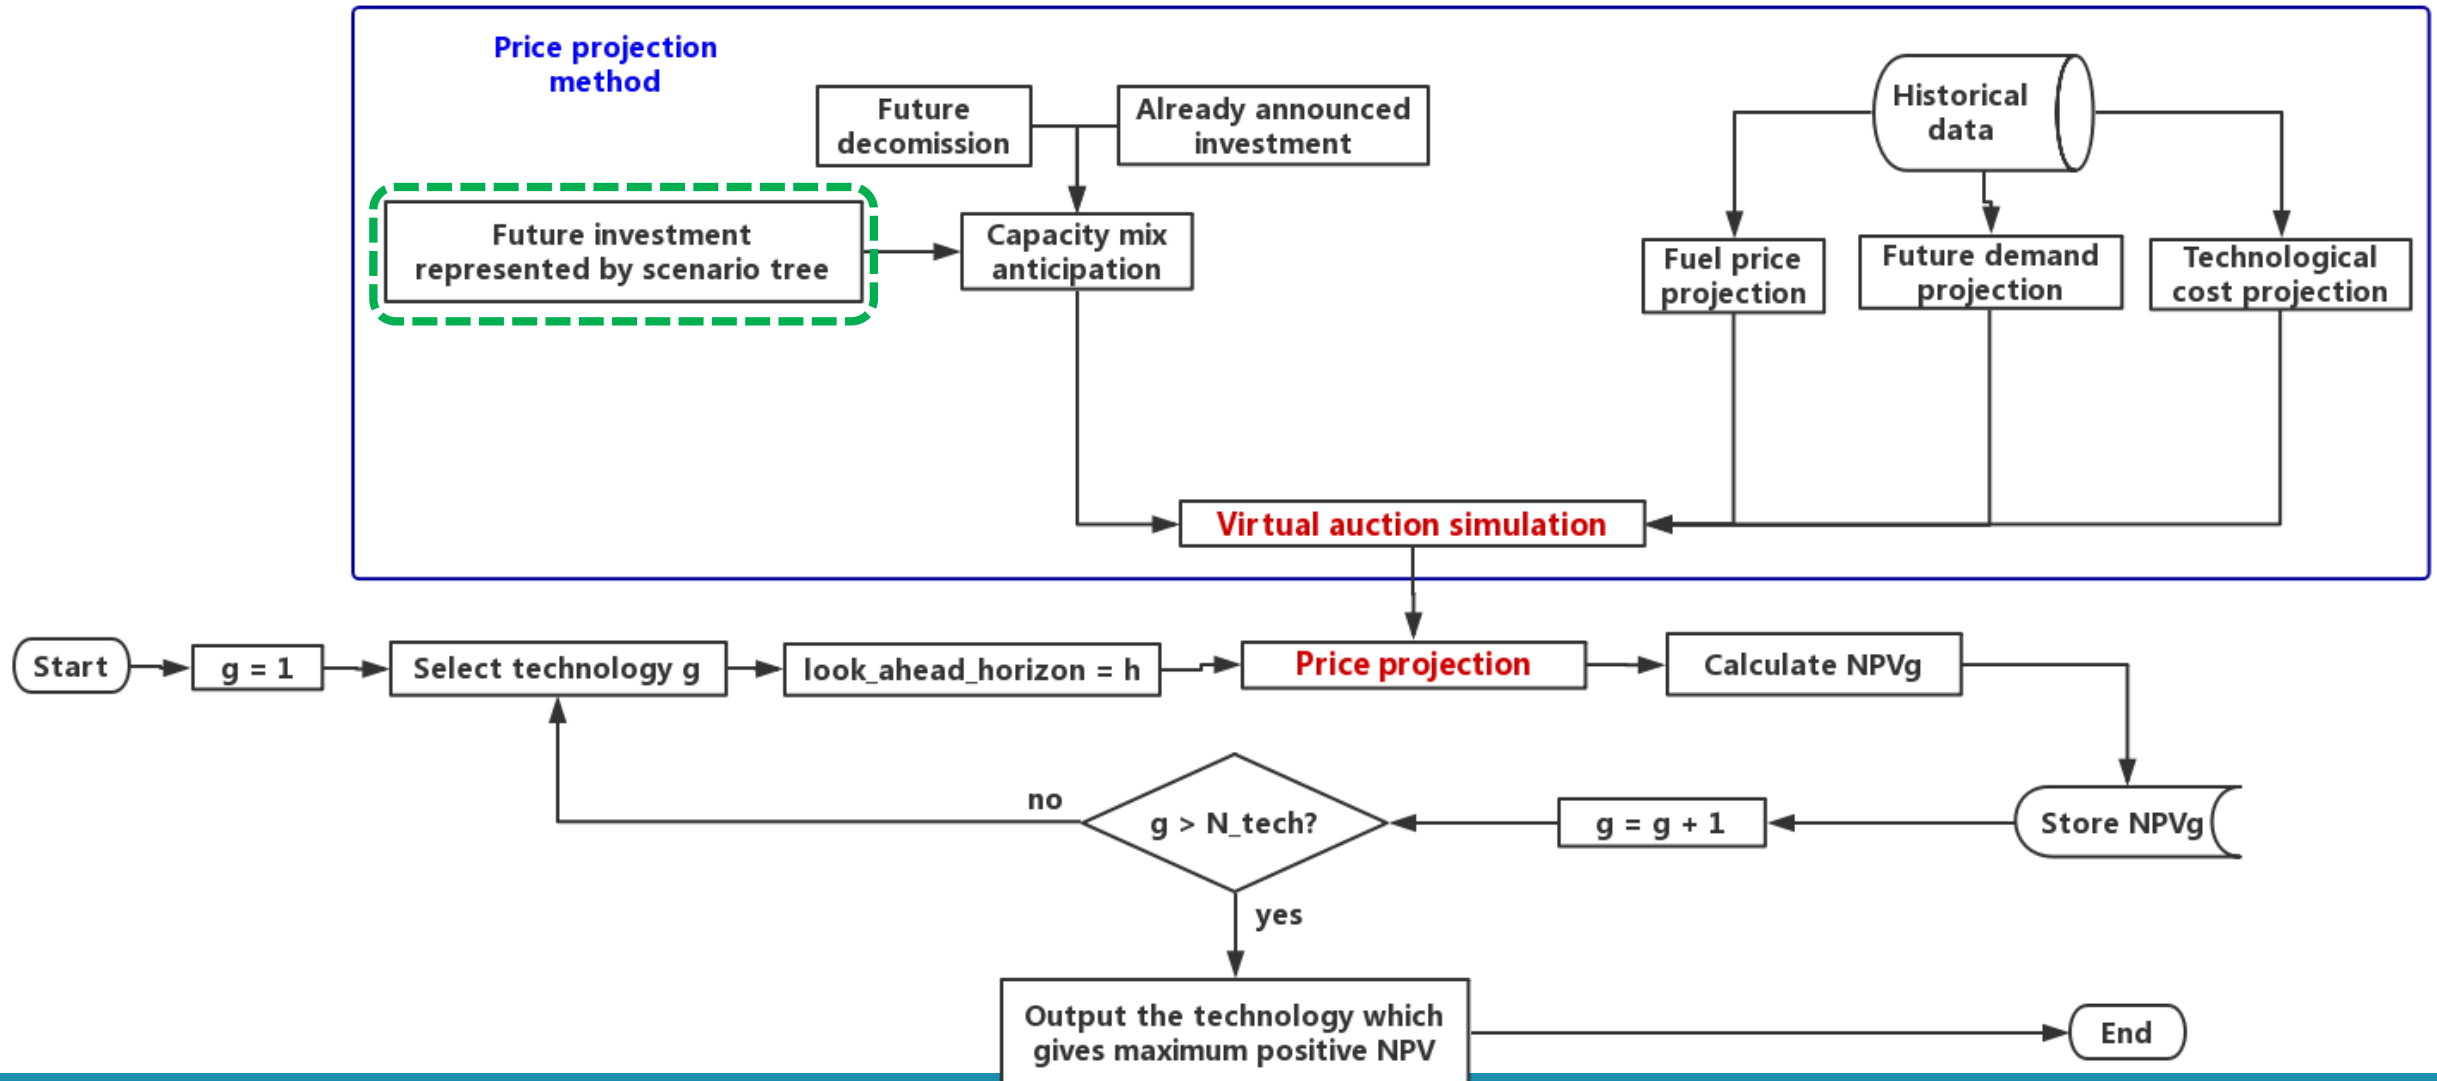 Price projection
method
Future
decomission
Already announced
investment
Historical
data
Future investment
represented by scenario tree
Capacity mix
anticipation
Fuel price
projection
Future demand
projection
Technological
cost projection
Virtual auction simulation
Start
g = 1
Select technology g
look_ahead_horizon = h
Price projection
Calculate NPVg
no
g > N_tech?
g = g + 1
Store NPVg
yes
Output the technology which
gives maximum positive NPV
End